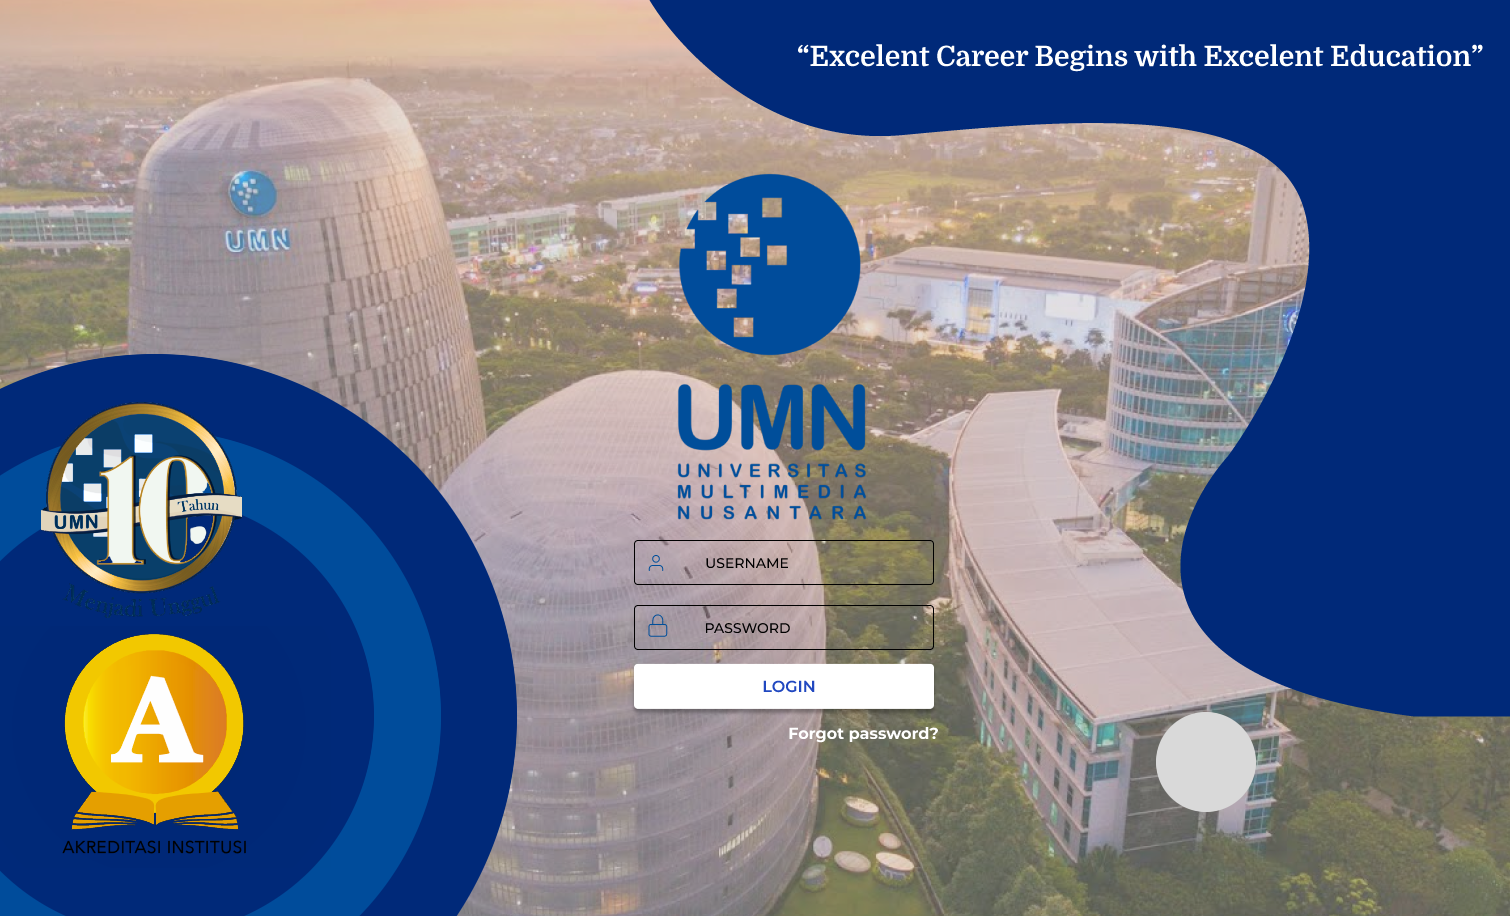 “Excelent Career Begins with Excelent Education”
UMN
UMN
UNIVERSITAS
MULTIMEDIA
NUSANTARA
10
Tahun
UMN
USERNAME
PASSWORD
LOGIN
Forgot password?
A
AKREDITASI INSTITUSI